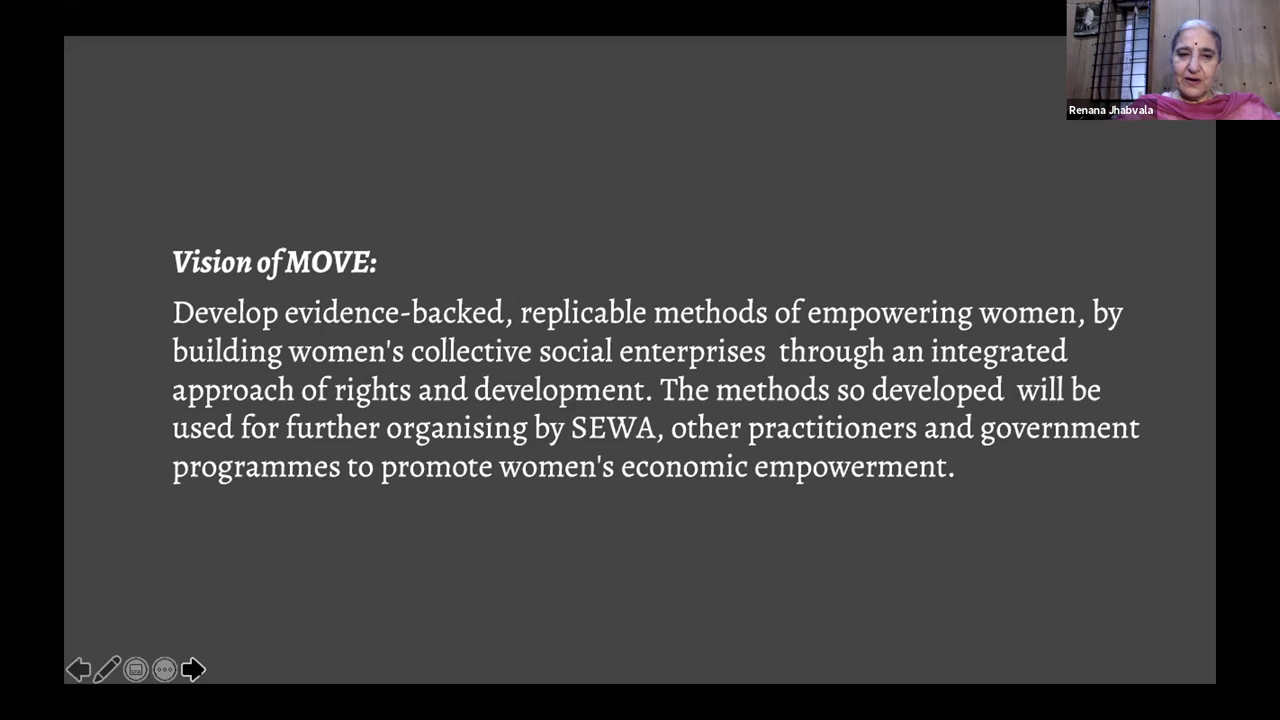 Renana Jhabvala
Vision of MOVE:
Develop evidence-backed, replicable methods of empowering women, by
building women's collective social enterprises  through an integrated
approach of rights and development. The methods so developed  will be
used for further organising by SEWA, other practitioners and government
programmes to promote women's economic empowerment.